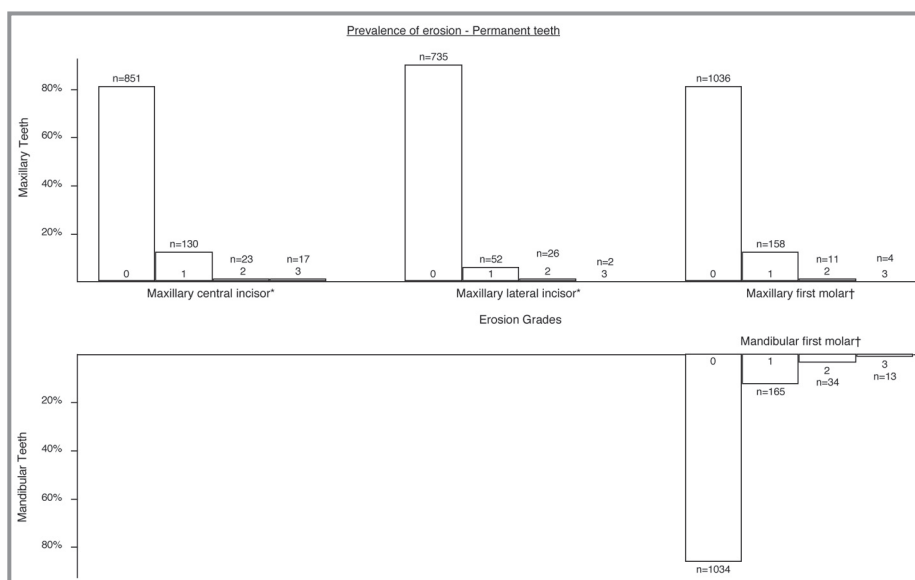 Prevalence of erosion - Permanent teeth
Maxillary Teeth
80%
60%
40%
20%
n=851
n=130
n=23
n=17
0
1
2
3
Maxillary central incisor*
n=735
n=52
n=26
n=2
0
1
2
3
Maxillary lateral incisor*
n=1036
n=158
n=11
n=4
0
1
2
3
Maxillary first molar†
Erosion Grades
Mandibular first molar†
Mandibular Teeth
20%
40%
60%
80%
0
1
2
3
n=165
n=34
n=13
n=1034